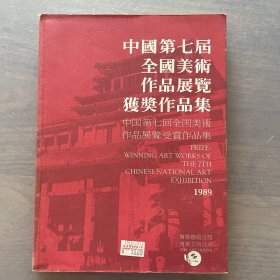 中國第七屆
全國美術
作品展覽
獲獎作品集
中国第七回全国美術
作品展覽受賞作品集
PRIZE-
WINNING ART WORKS OF
THE 7TH
CHINESE NATIONAL ART
EXHIBITION
1989